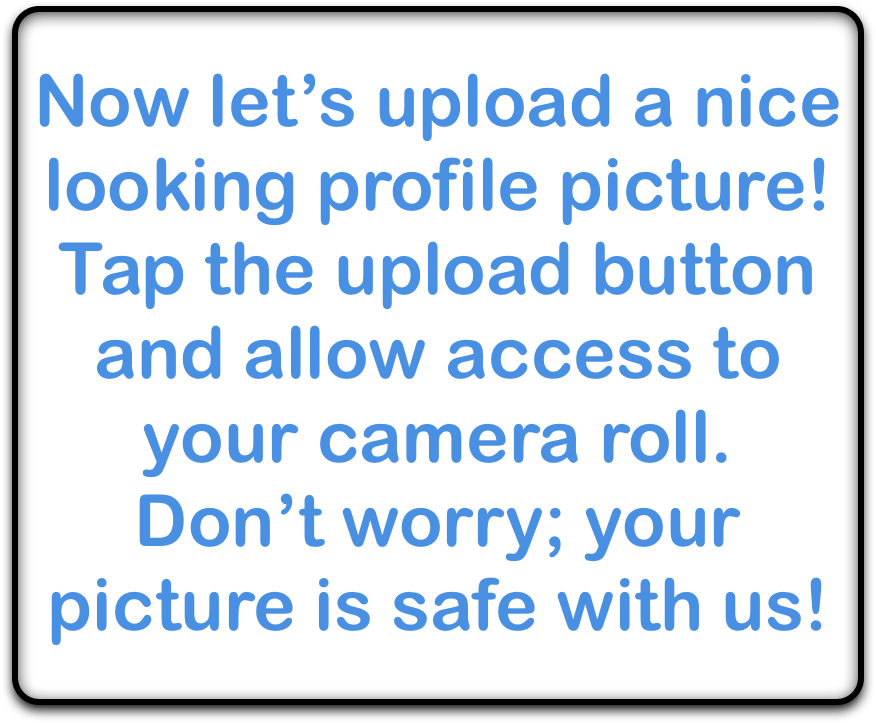 Now let’s upload a nice
looking profile picture!
Tap the upload button
and allow access to
your camera roll.
Don’t worry; your
picture is safe with us!